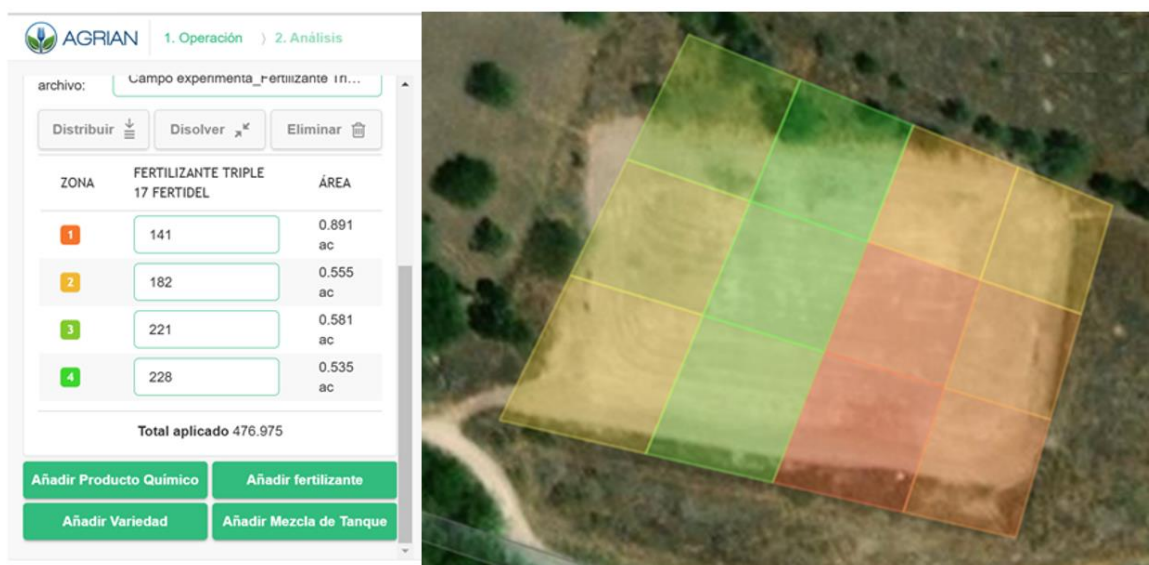 AGRIAN 1. Operación 2. Análisis
archivo: Campo experimenta_Fertilizante Tri...
Distribuir Disolver Eliminar
ZONA FERTILIZANTE TRIPLE 17 FERTIDEL ÁREA
1 141 0.891 ac
2 182 0.555 ac
3 221 0.581 ac
4 228 0.535 ac
Total aplicado 476.975
Añadir Producto Químico Añadir fertilizante
Añadir Variedad Añadir Mezcla de Tanque